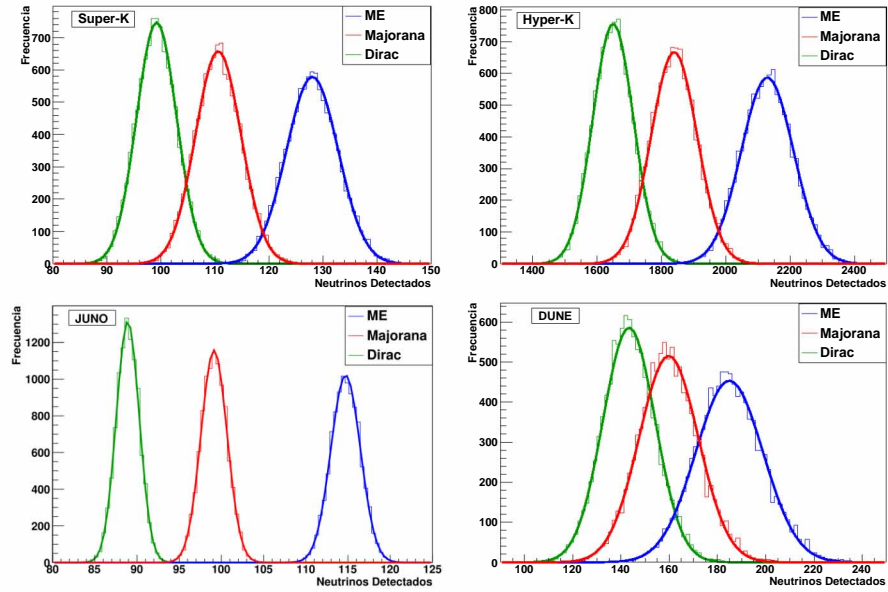 Super-K
ME
Majorana
Dirac
Frecuencia
0
100
200
300
400
500
600
700
80
90
100
110
120
130
140
150
Neutrinos Detectados
Hyper-K
ME
Majorana
Dirac
Frecuencia
0
100
200
300
400
500
600
700
800
1400
1600
1800
2000
2200
2400
Neutrinos Detectados
JUNO
ME
Majorana
Dirac
Frecuencia
0
200
400
600
800
1000
1200
80
85
90
95
100
105
110
115
120
125
Neutrinos Detectados
DUNE
ME
Majorana
Dirac
Frecuencia
0
100
200
300
400
500
600
100
120
140
160
180
200
220
240
Neutrinos Detectados